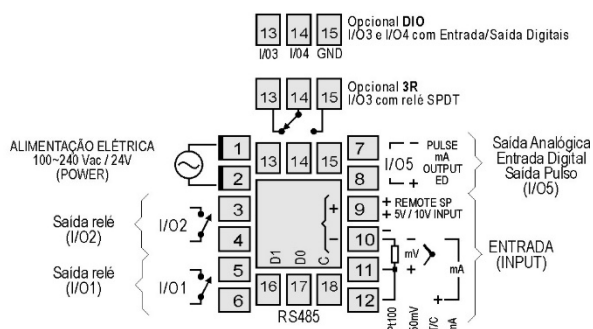 13 14 15
I/O3 I/O4 GND
Opcional DIO
I/O3 e I/O4 com Entrada/Saída Digitais
13 14 15
Opcional 3R
I/O3 com relé SPDT
ALIMENTAÇÃO ELÉTRICA
100~240 Vac / 24V
(POWER)
1
2
13 14 15
7
8
I/O5
PULSE
mA
OUTPUT
ED
Saída Analógica
Entrada Digital
Saída Pulso
(I/O5)
Saída relé
(I/O2)
I/O2
3
4
9
+ REMOTE SP
+ 5V / 10V INPUT
10
ENTRADA
(INPUT)
Saída relé
(I/O1)
I/O1
5
6
D1 D0 C
16 17 18
RS485
11
12
mV
mA